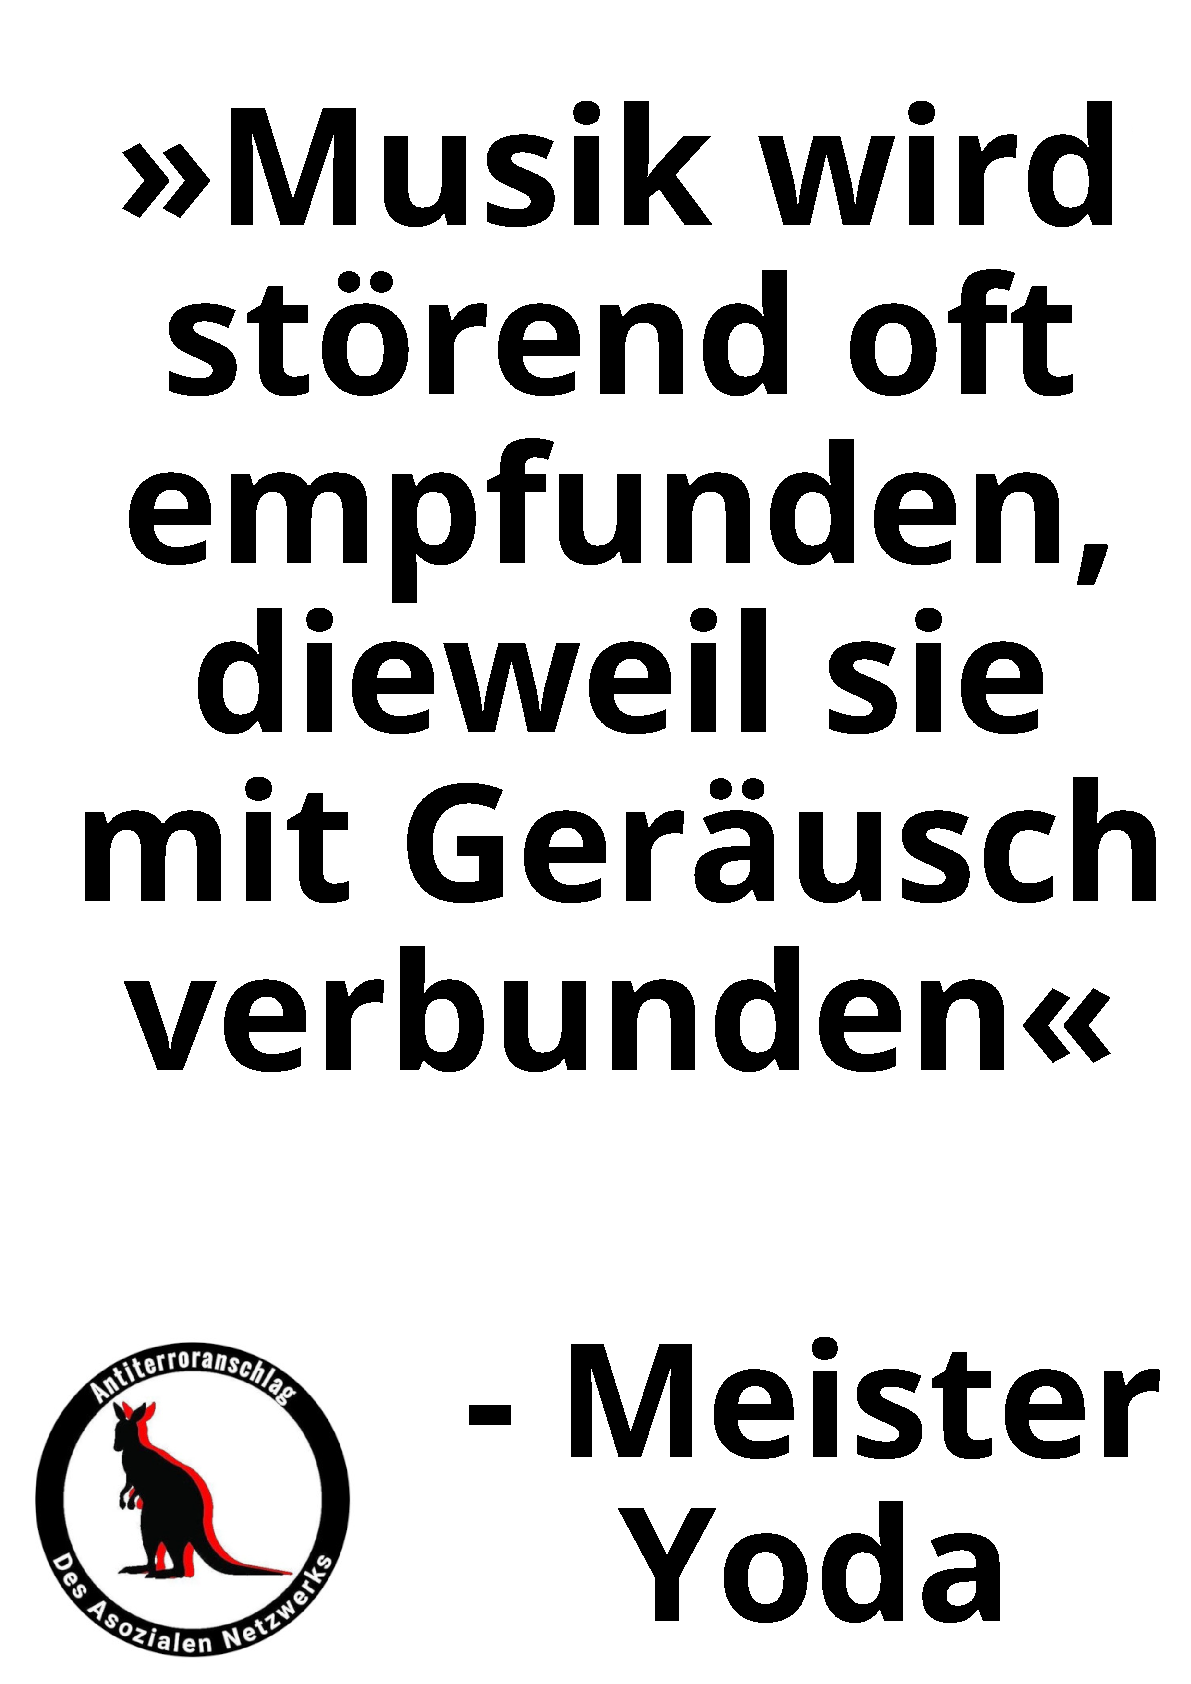 »Musik wird
störend oft
empfunden,
dieweil sie
mit Geräusch
verbunden«
- Meister
Yoda
Antiterroranschlag
Des Asozialen Netzwerks